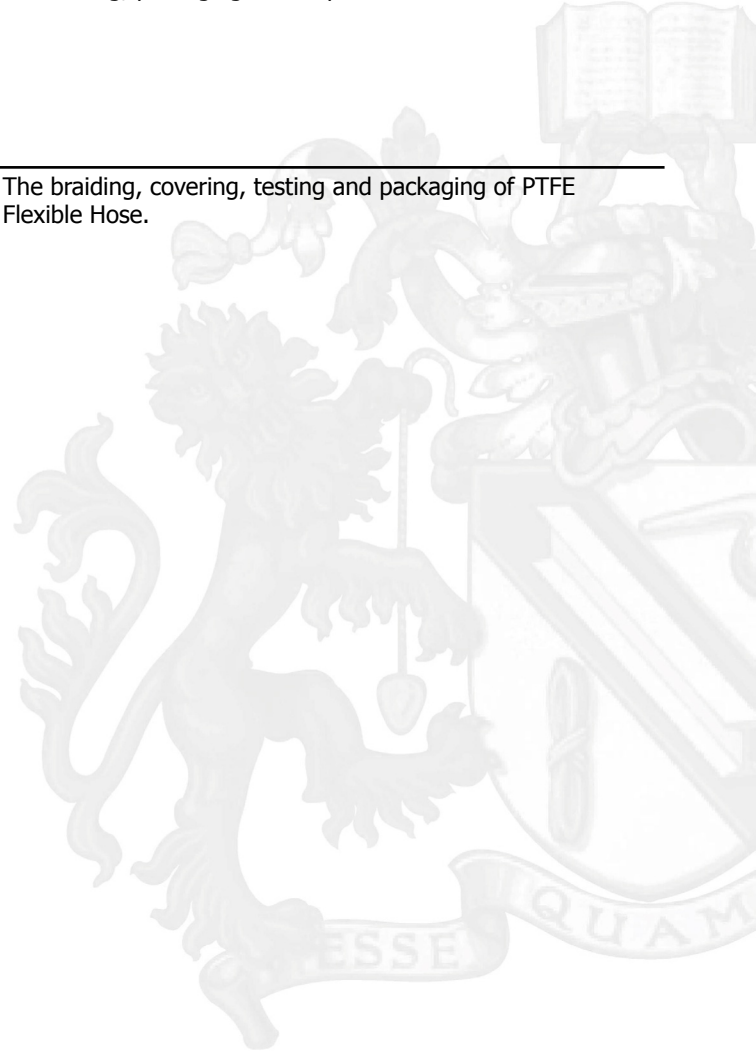 The braiding, covering, testing and packaging of PTFE
Flexible Hose.
ESSE QUAM